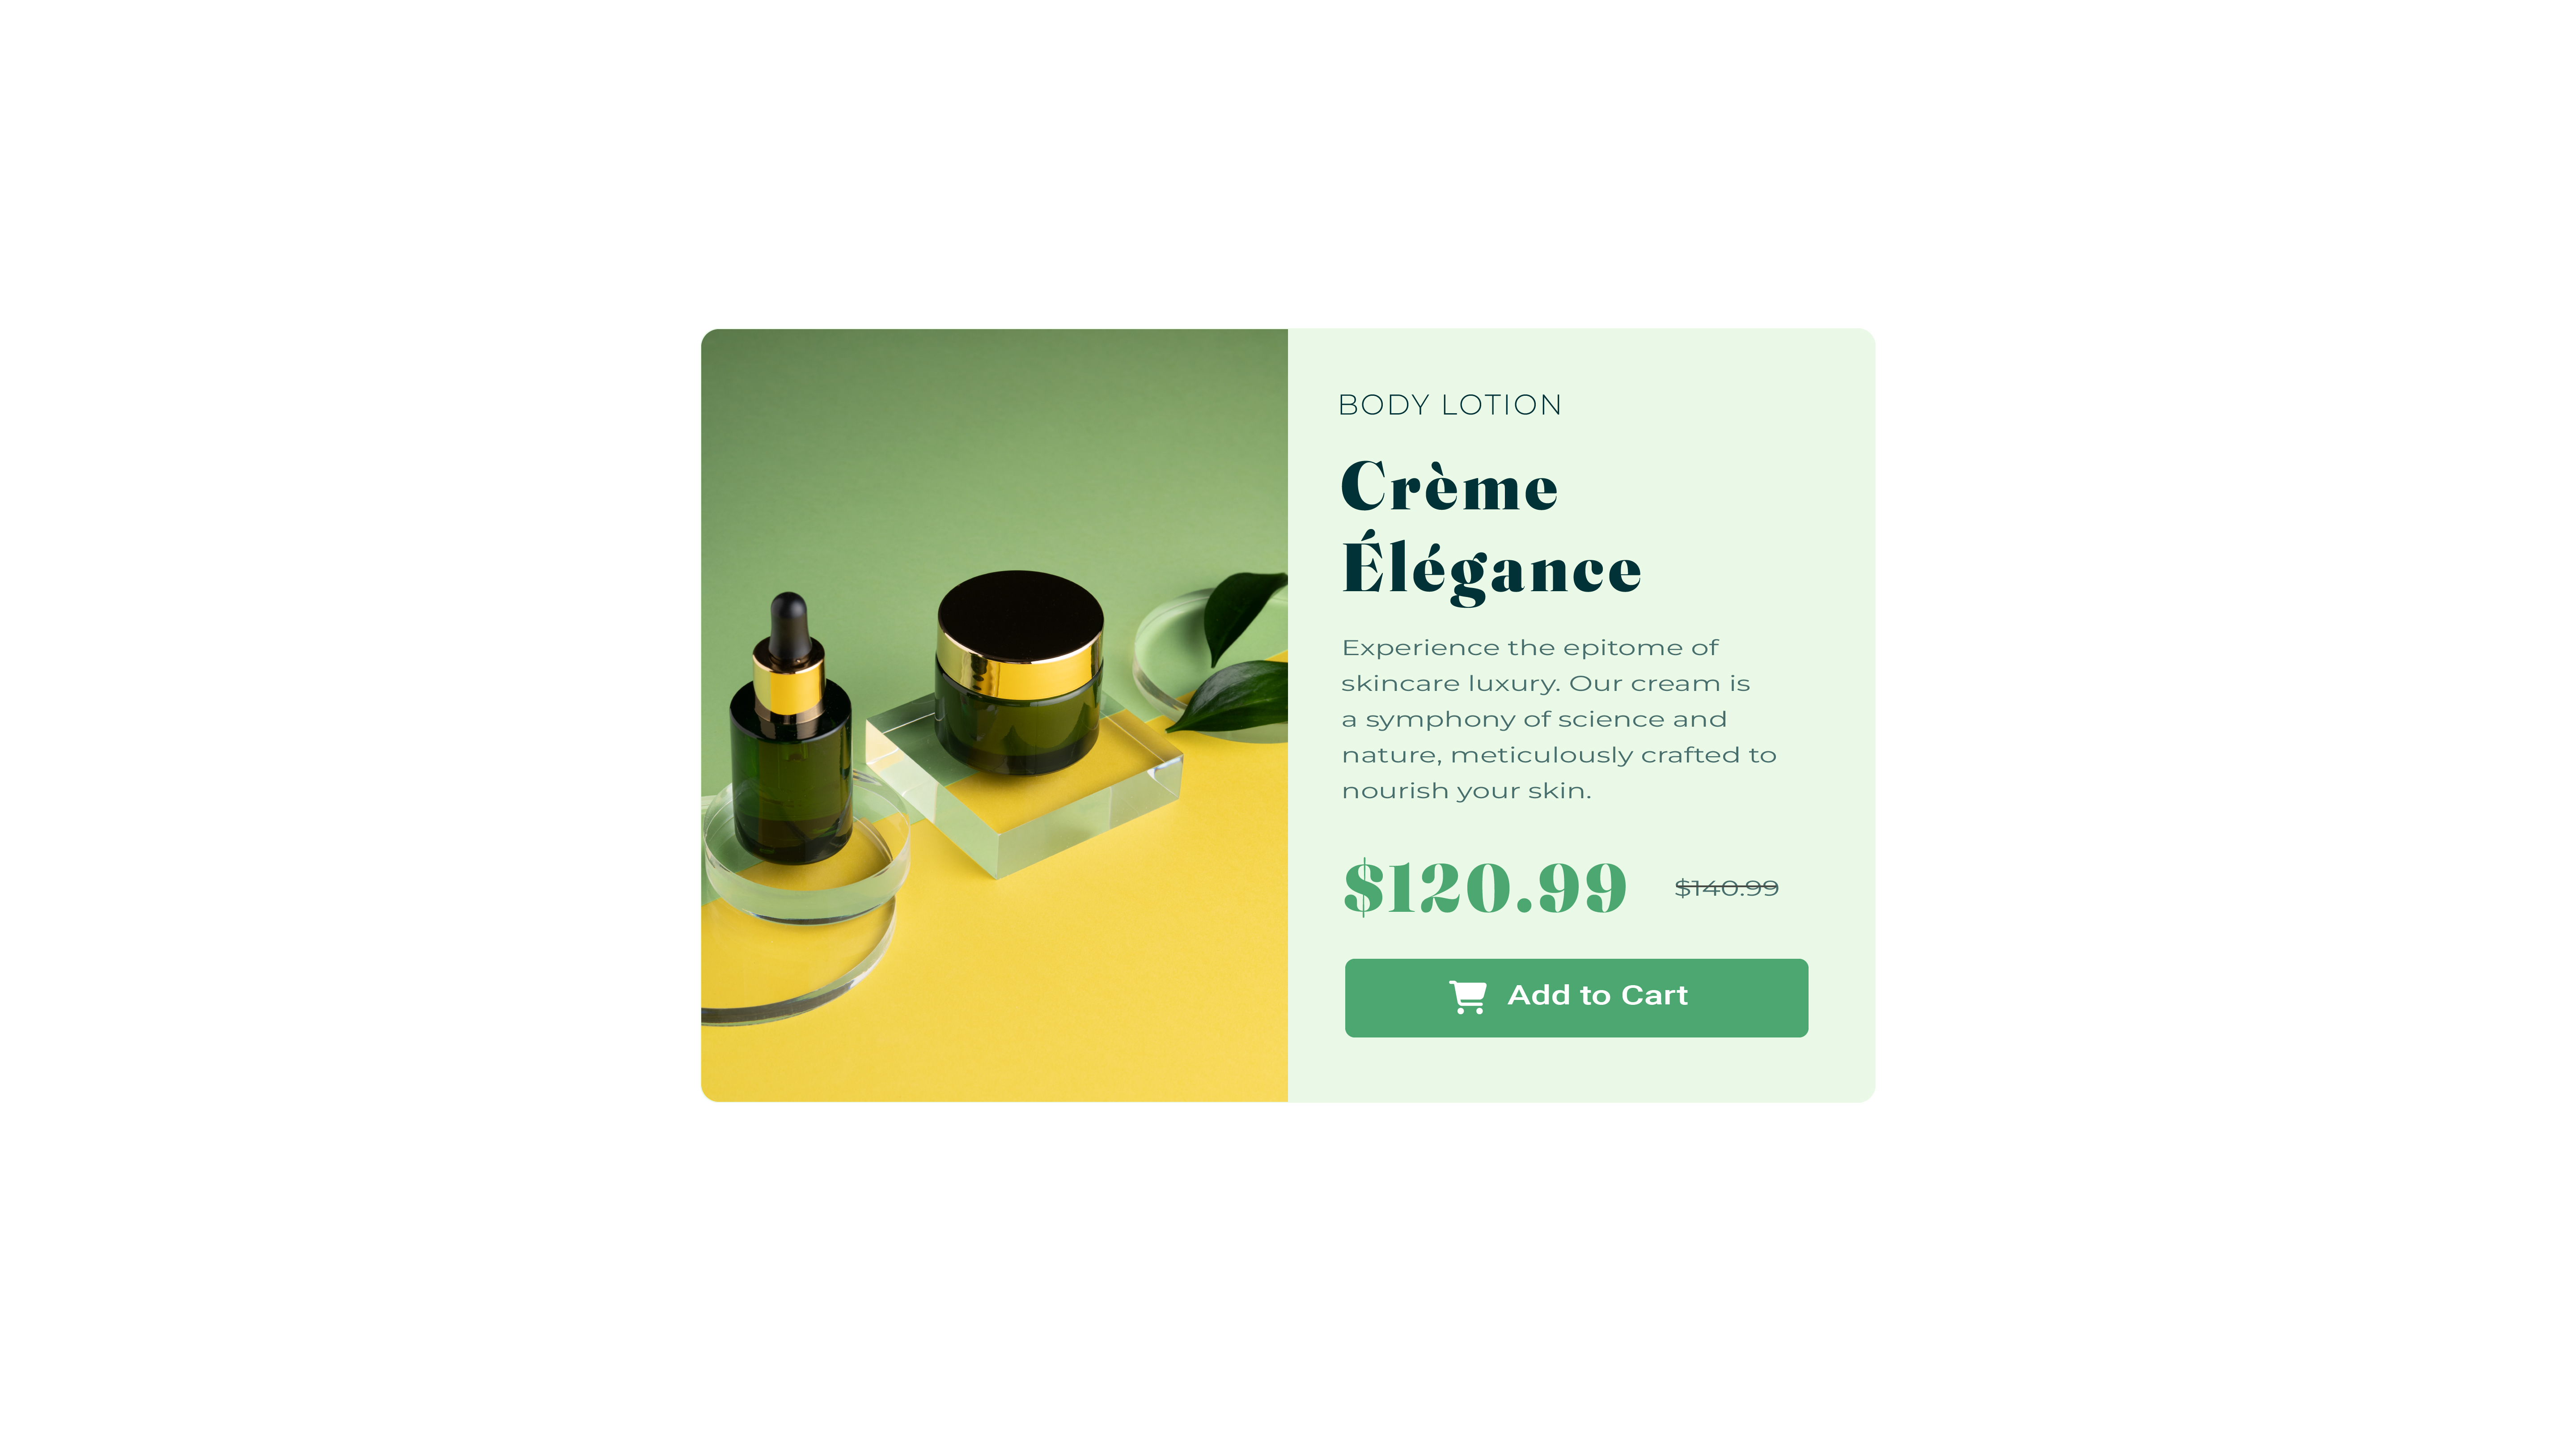 BODY LOTION
Crème
Élégance
Experience the epitome of
skincare luxury. Our cream is
a symphony of science and
nature, meticulously crafted to
nourish your skin.
$120.99 $140.99
Add to Cart